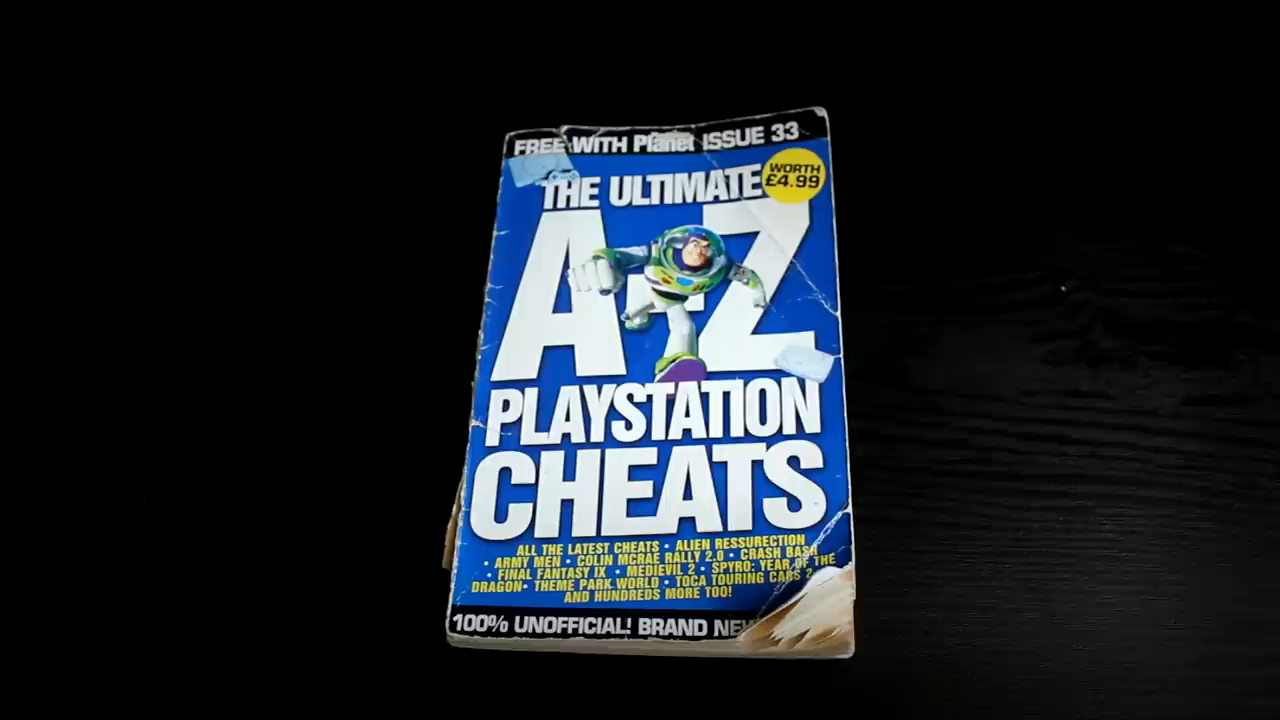 FREE WITH Planet ISSUE 33
WORTH
£4.99
THE ULTIMATE
A-Z
PLAYSTATION
CHEATS
ALL THE LATEST CHEATS • ALIEN RESSURECTION
• ARMY MEN • COLIN MCRAE RALLY 2.0 • CRASH BASH
• FINAL FANTASY IX • MEDIEVIL 2 • SPYRO: YEAR OF THE
DRAGON• THEME PARK WORLD • TOCA TOURING CARS 2
AND HUNDREDS MORE TOO!
100% UNOFFICIAL! BRAND NEW